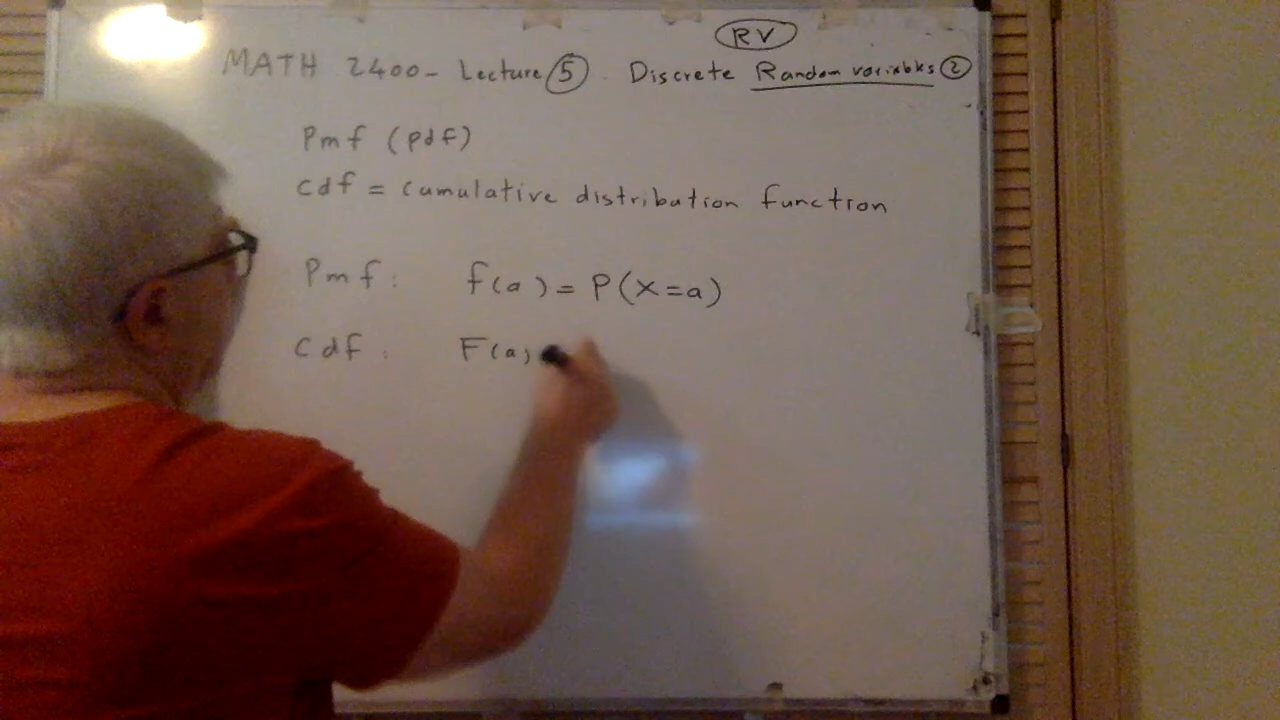 RV
MATH 2400 - Lecture 5. Discrete Random variables 2
Pmf (pdf)
cdf = cumulative distribution function
Pmf: f(a) = P(X=a)
Cdf: F(a)